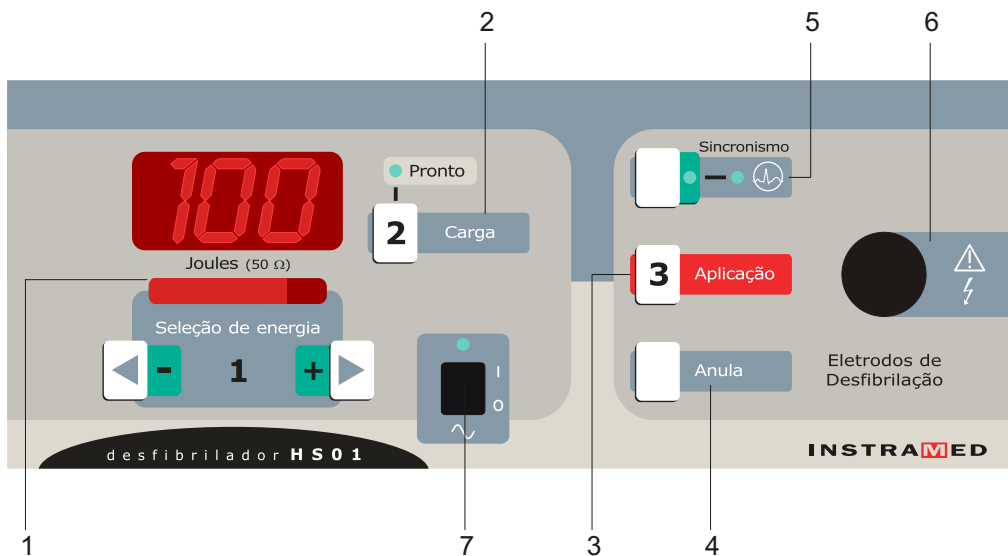 2
5
6
100
Joules (50 Ω)
Pronto
2 Carga
Seleção de energia
- 1 +
I
O
desfibrilador HS01
Sincronismo
3 Aplicação
Anula
Eletrodos de
Desfibrilação
INSTRAMED
1
7
3
4